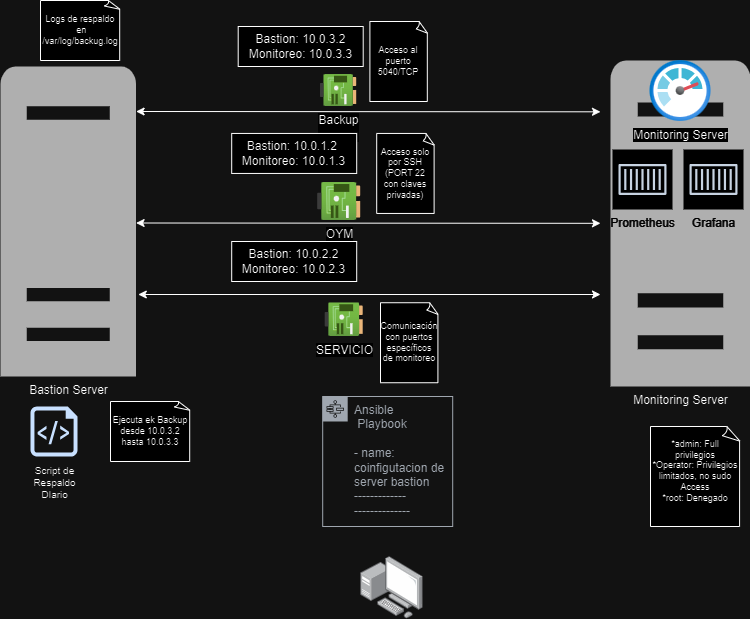 Logs de respaldo
en
/var/log/backug.log
Bastion: 10.0.3.2
Monitoreo: 10.0.3.3
Acceso al
puerto
5040/TCP
Backup
Monitoring Server
Bastion: 10.0.1.2
Monitoreo: 10.0.1.3
Acceso solo
por SSH
(PORT 22
con claves
privadas)
Prometheus
Grafana
OYM
Bastion: 10.0.2.2
Monitoreo: 10.0.2.3
SERVICIO
Comunicación
con puertos
específicos
de monitoreo
Bastion Server
Monitoring Server
Ejecuta ek Backup
desde 10.0.3.2
hasta 10.0.3.3
Script de
Respaldo
DIario
Ansible
Playbook
- name:
coinfigutacion de
server bastion
-------------
--------------
*admin: Full
privilegios
*Operator: Privilegios
limitados, no sudo
Access
*root: Denegado